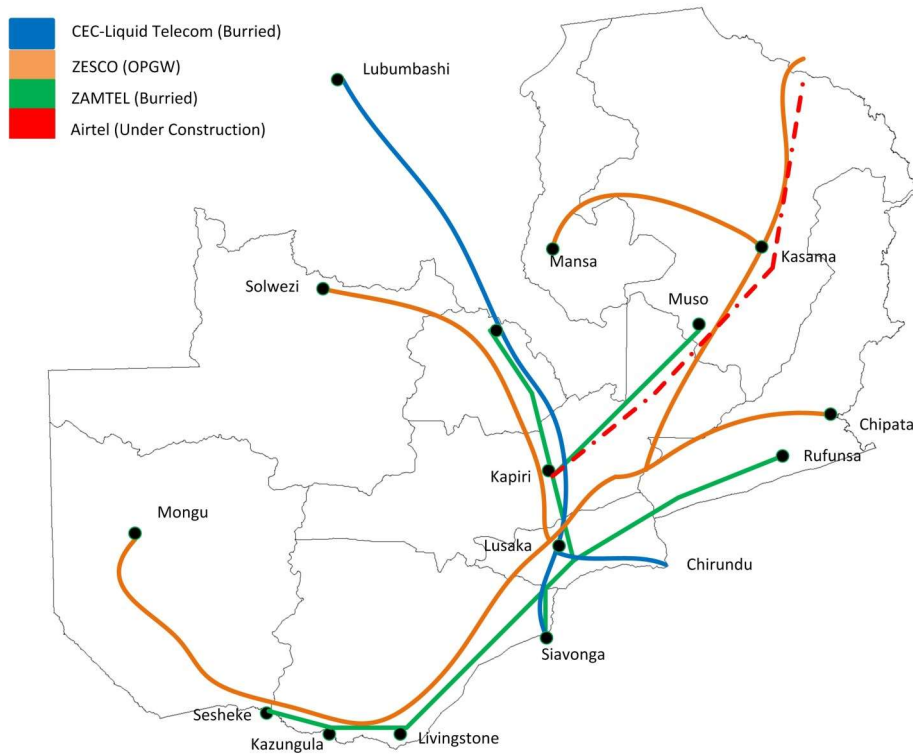 CEC-Liquid Telecom (Burried)
ZESCO (OPGW)
ZAMTEL (Burried)
Airtel (Under Construction)
Lubumbashi
Mansa
Kasama
Solwezi
Muso
Chipata
Kapiri
Rufunsa
Mongu
Lusaka
Chirundu
Siavonga
Sesheke
Kazungula
Livingstone